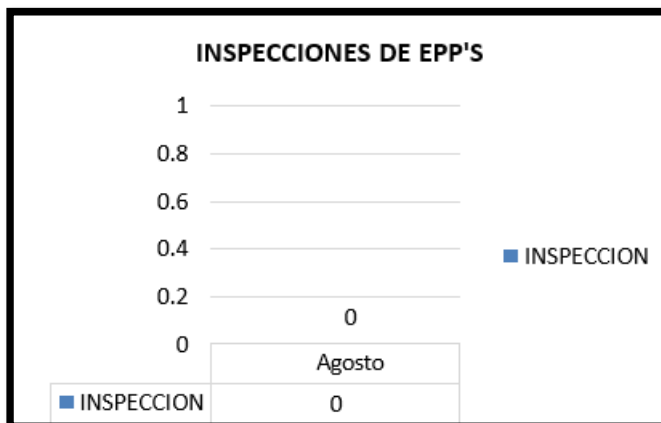 INSPECCIONES DE EPP'S
1
0.8
0.6
0.4
0.2
0
0
INSPECCION
Agosto
INSPECCION 0